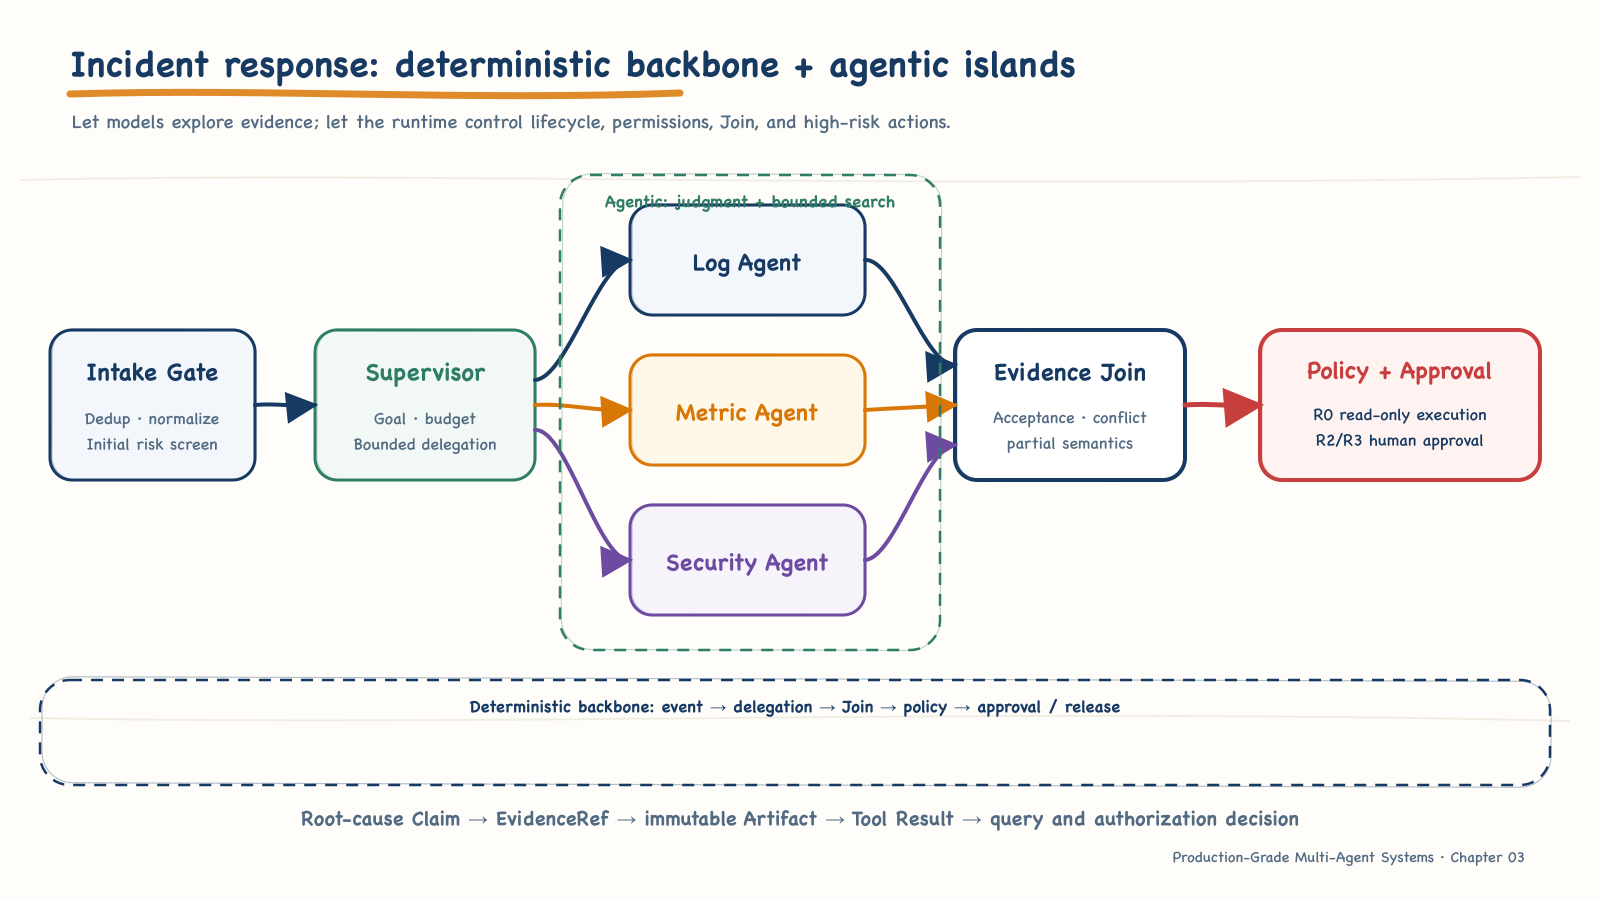 Incident response: deterministic backbone + agentic islands
Let models explore evidence; let the runtime control lifecycle, permissions, Join, and high-risk actions.
Agentic: judgment + bounded search
Log Agent
Intake Gate
Dedup · normalize
Initial risk screen
Supervisor
Goal · budget
Bounded delegation
Metric Agent
Security Agent
Evidence Join
Acceptance · conflict
partial semantics
Policy + Approval
R0 read-only execution
R2/R3 human approval
Deterministic backbone: event → delegation → Join → policy → approval / release
Root-cause Claim → EvidenceRef → immutable Artifact → Tool Result → query and authorization decision
Production-Grade Multi-Agent Systems · Chapter 03